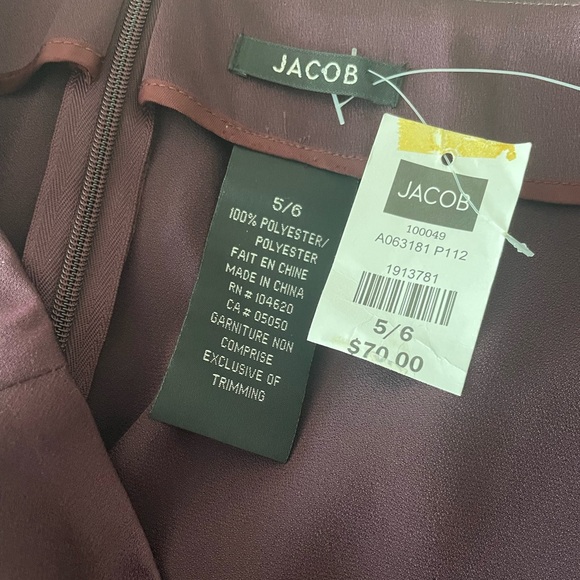 JACOB
5/6
100% POLYESTER/
POLYESTER
FAIT EN CHINE
MADE IN CHINA
RN # 104620
CA # 05050
GARNITURE NON
COMPRISE
EXCLUSIVE OF
TRIMMING
JACOB
100049
A063181 P112
1913781
5/6
$70.00